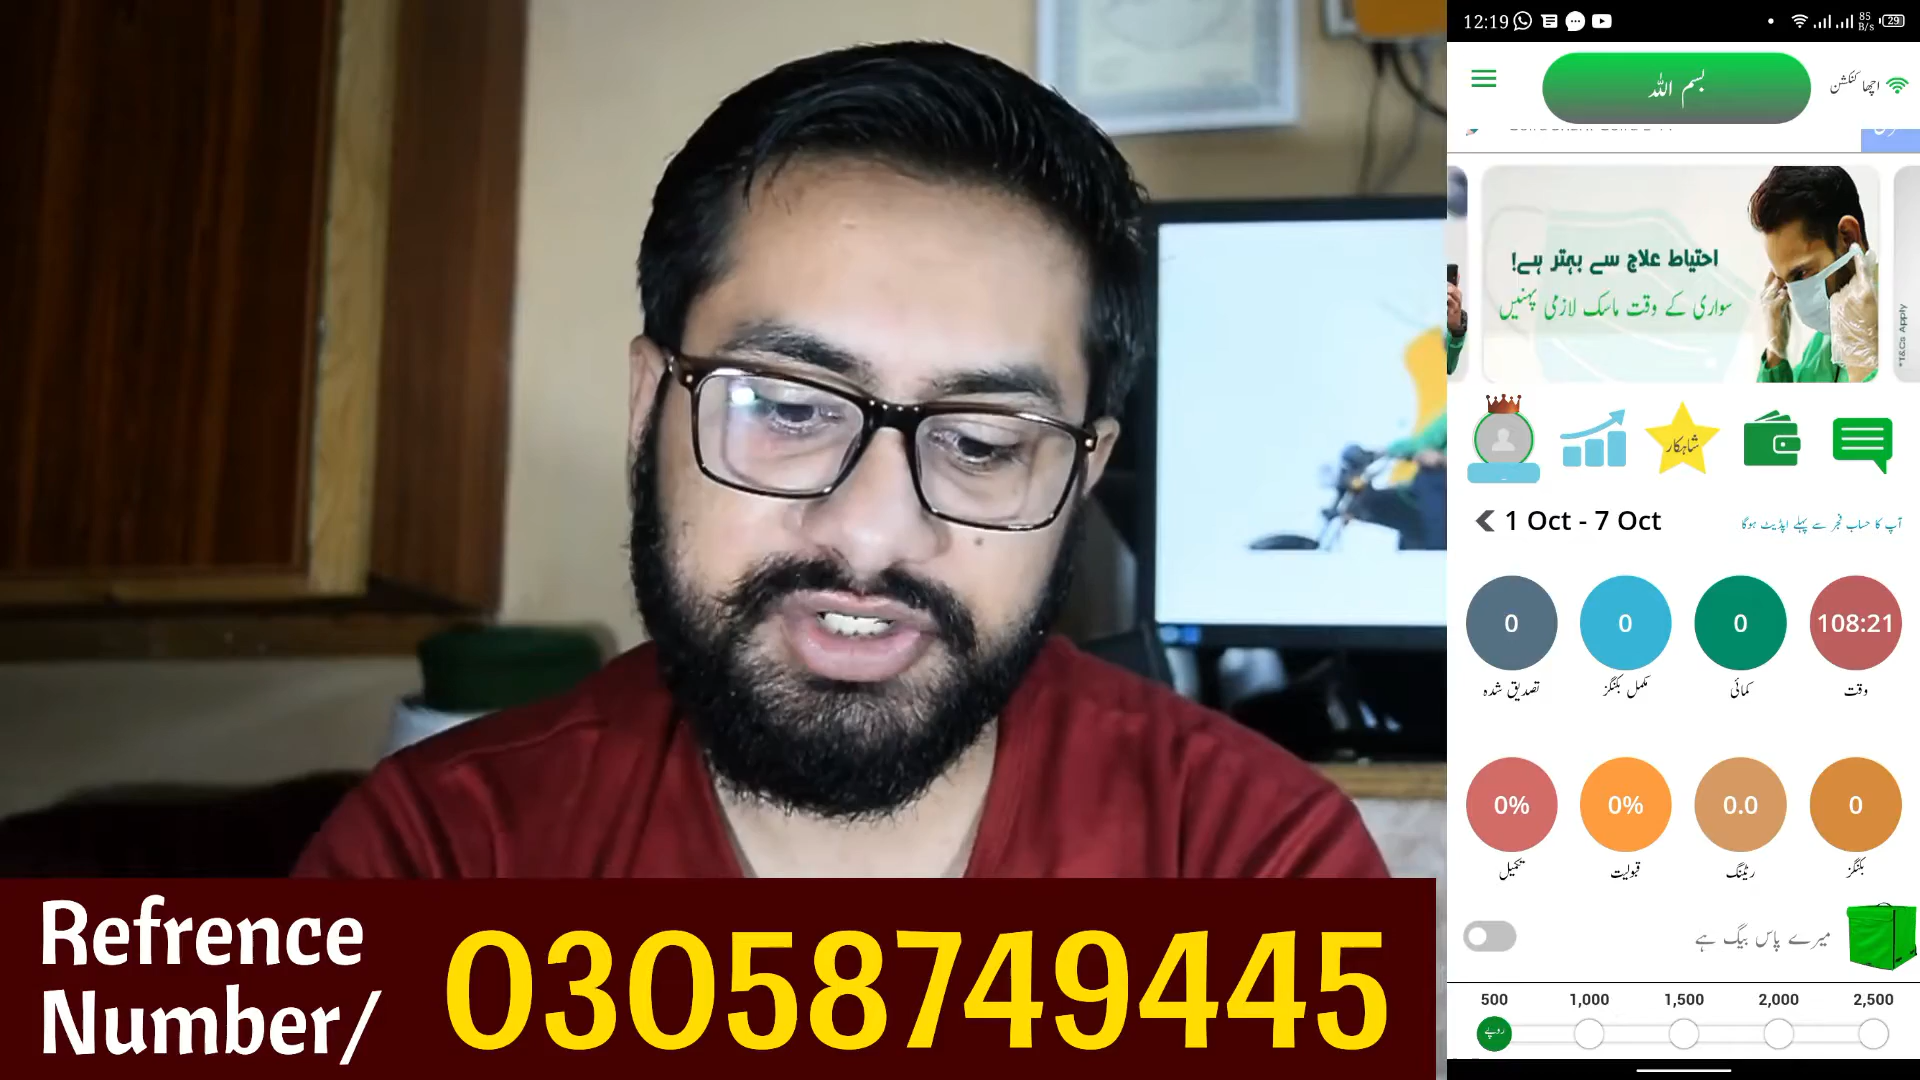 12:19
85
B/s
29
بسم اللہ
اچھا کنکشن
احتیاط علاج سے بہتر ہے!
سواری کے وقت ماسک لازمی پہنیں
*T&Cs Apply
شاہکار
1 Oct - 7 Oct
آپ کا حساب فجر سے پہلے اپڈیٹ ہوگا
0 0 0 108:21
تصدیق شدہ مکمل بکنگز کمائی وقت
0% 0% 0.0 0
تکمیل قبولیت ریٹنگ بکنگز
میرے پاس بیگ ہے
500 1,000 1,500 2,000 2,500
روپے
Refrence
Number/
03058749445